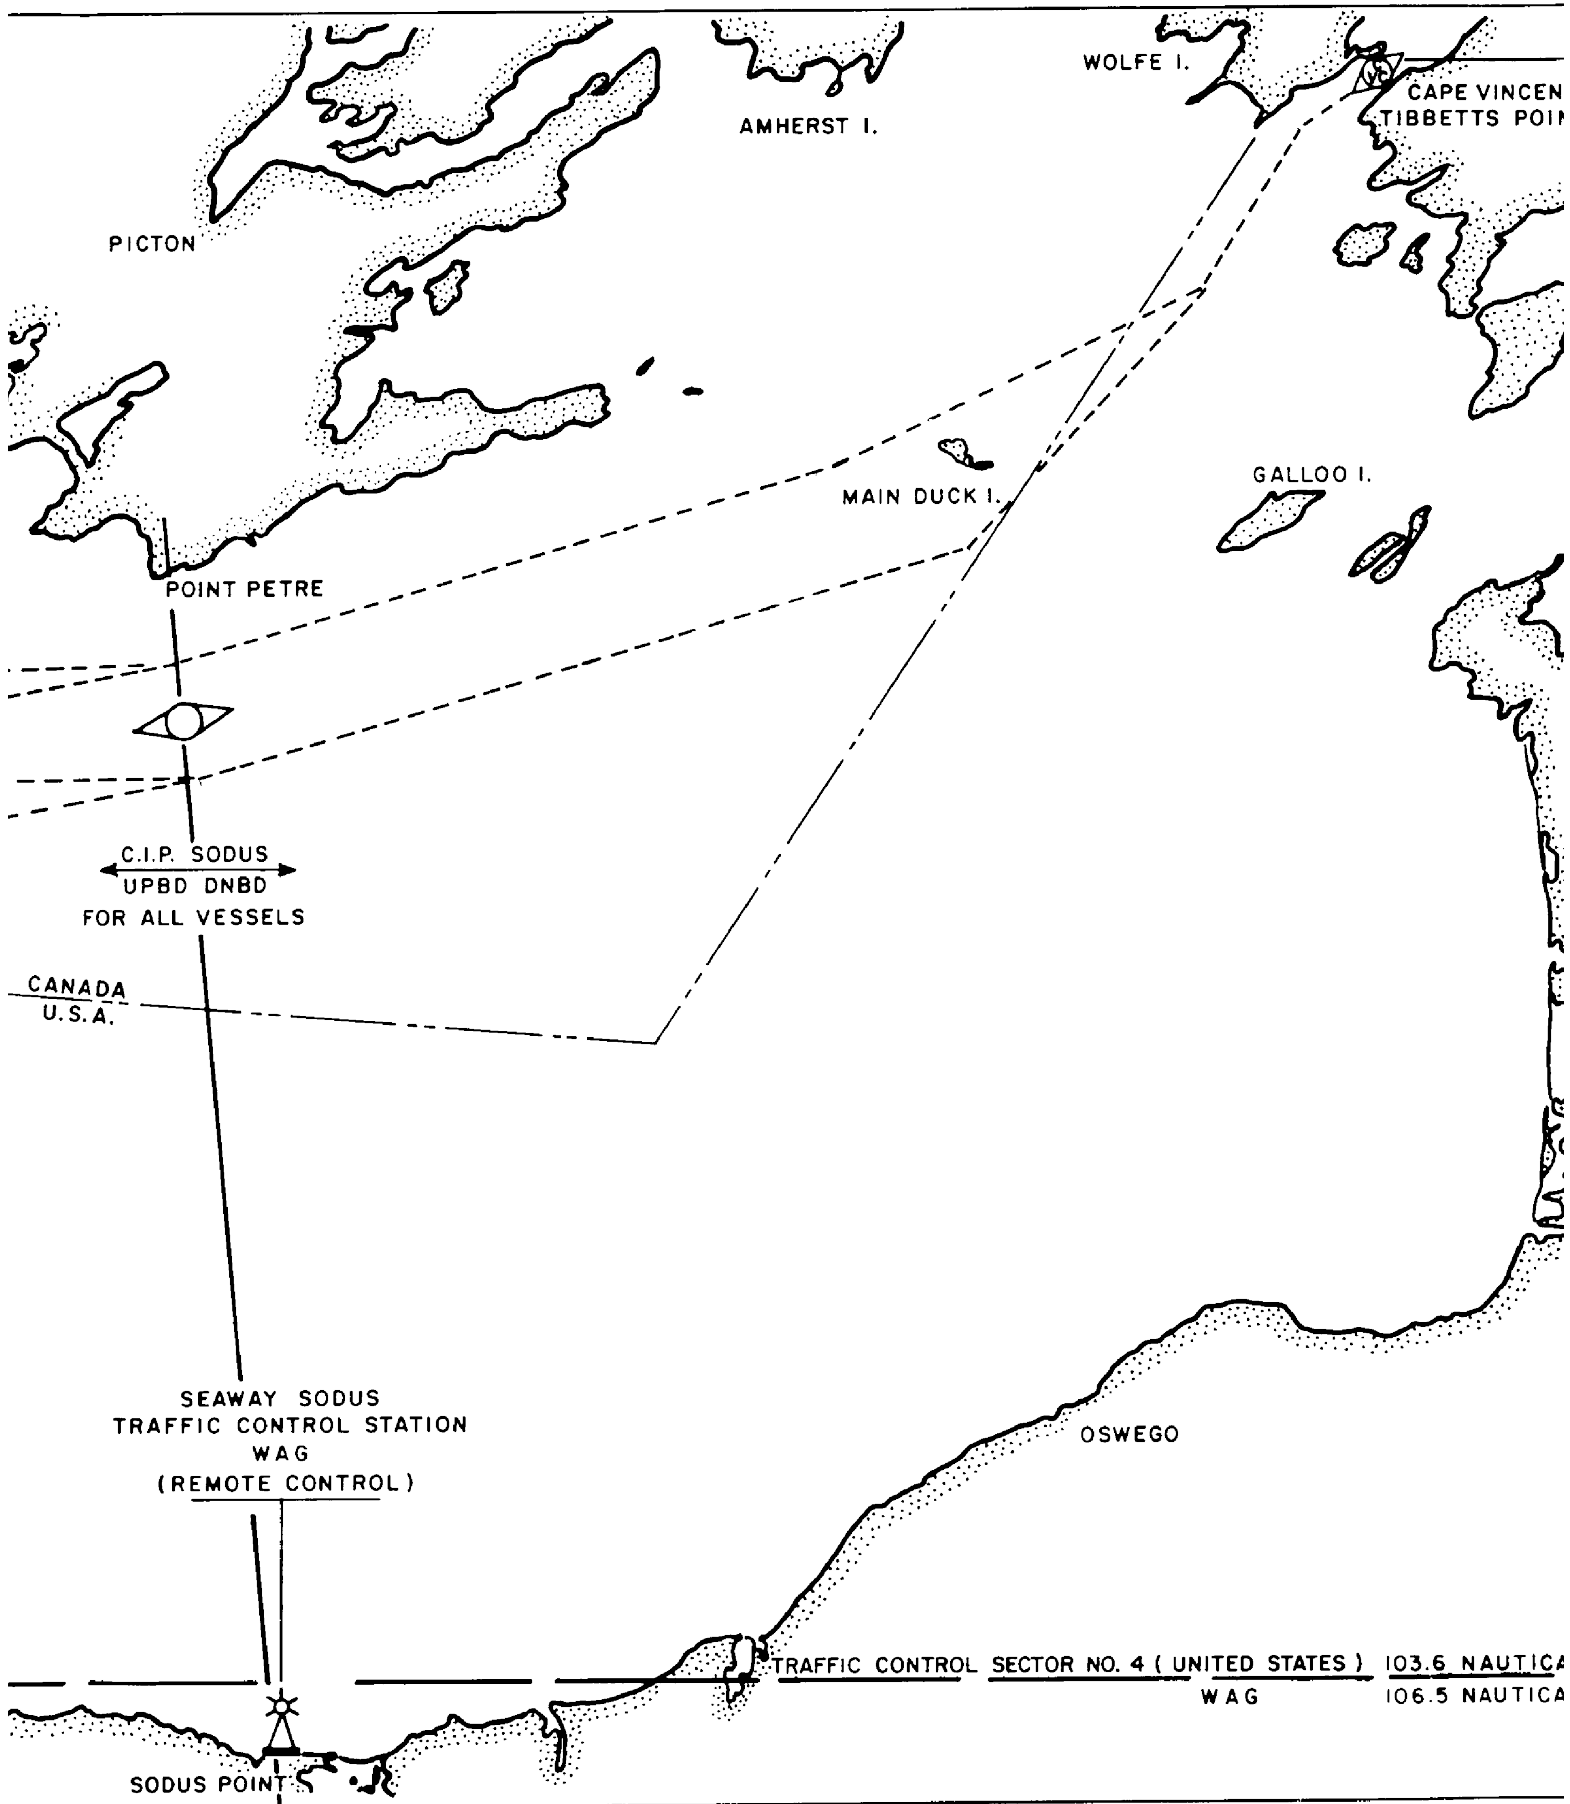 WOLFE I.
CAPE VINCEN
TIBBETTS POIN
AMHERST I.
PICTON
GALLOO I.
MAIN DUCK I.
POINT PETRE
C.I.P. SODUS
UPBD DNBD
FOR ALL VESSELS
CANADA
U.S.A.
SEAWAY SODUS
TRAFFIC CONTROL STATION
WAG
(REMOTE CONTROL)
OSWEGO
TRAFFIC CONTROL SECTOR NO. 4 (UNITED STATES) 103.6 NAUTICA
WAG 106.5 NAUTICA
SODUS POINT